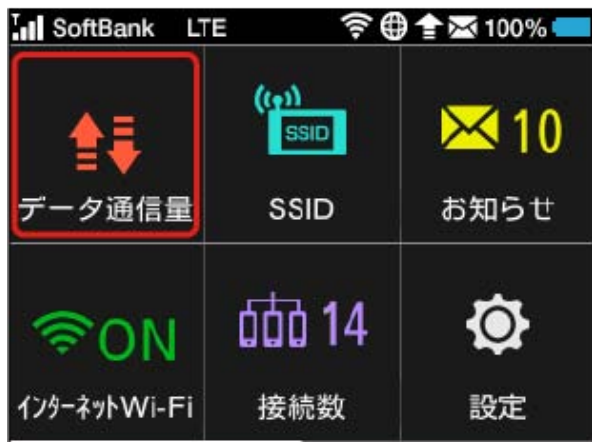 SoftBank LTE 100%
SSID
10
データ通信量 SSID お知らせ
ON 14
インターネットWi-Fi 接続数 設定